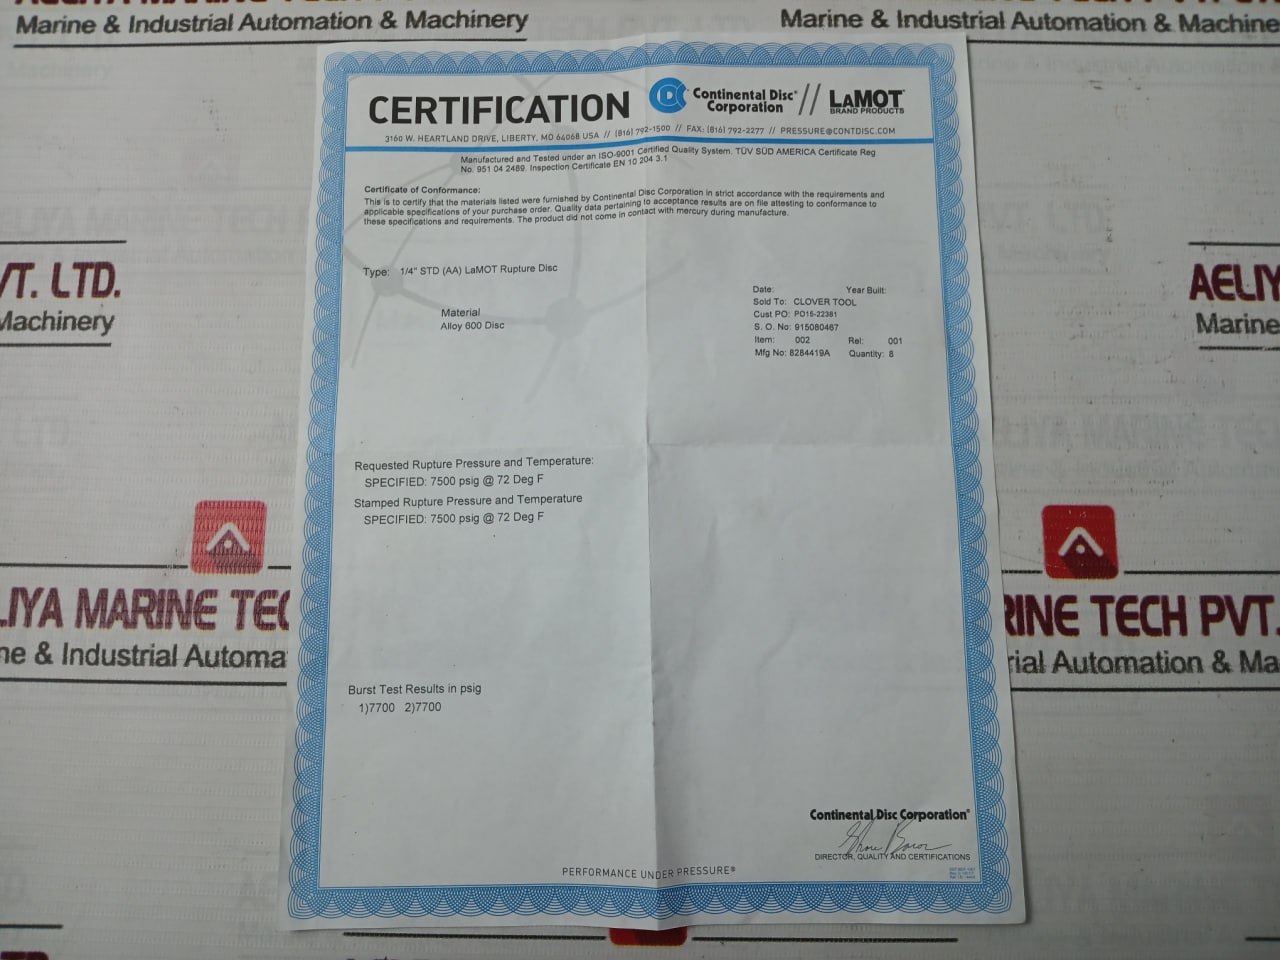 Marine & Industrial Automation & Machinery
Marine & Industrial Automation & Machine
CERTIFICATION
Continental Disc®
Corporation
//
LaMOT
BRAND PRODUCTS
3160 W. HEARTLAND DRIVE, LIBERTY, MO 64068 USA // (816) 792-1500 // FAX: (816) 792-2277 // PRESSURE@CONTDISC.COM
Manufactured and Tested under an ISO-9001 Certified Quality System, TÜV SÜD AMERICA Certificate Reg
No. 951 04 2489. Inspection Certificate EN 10 204 3.1
Certificate of Conformance:
This is to certify that the materials listed were furnished by Continental Disc Corporation in strict accordance with the requirements and
applicable specifications of your purchase order. Quality data pertaining to acceptance results are on file attesting to conformance to
these specifications and requirements. The product did not come in contact with mercury during manufacture.
Type: 1/4" STD (AA) LaMOT Rupture Disc
Material
Alloy 600 Disc
Date: Year Built:
Sold To: CLOVER TOOL
Cust PO: PO15-22381
S. O. No: 915080467
Item: 002 Rel: 001
Mfg No: 8284419A Quantity: 8
Requested Rupture Pressure and Temperature:
SPECIFIED: 7500 psig @ 72 Deg F
Stamped Rupture Pressure and Temperature
SPECIFIED: 7500 psig @ 72 Deg F
Burst Test Results in psig
1)7700 2)7700
Continental Disc Corporation®
DIRECTOR, QUALITY AND CERTIFICATIONS
PERFORMANCE UNDER PRESSURE®
VT. LTD.
Machinery
AELIY
Marine
LIYA MARINE TEC
ne & Industrial Automa
RINE TECH PVT.
rial Automation & Ma